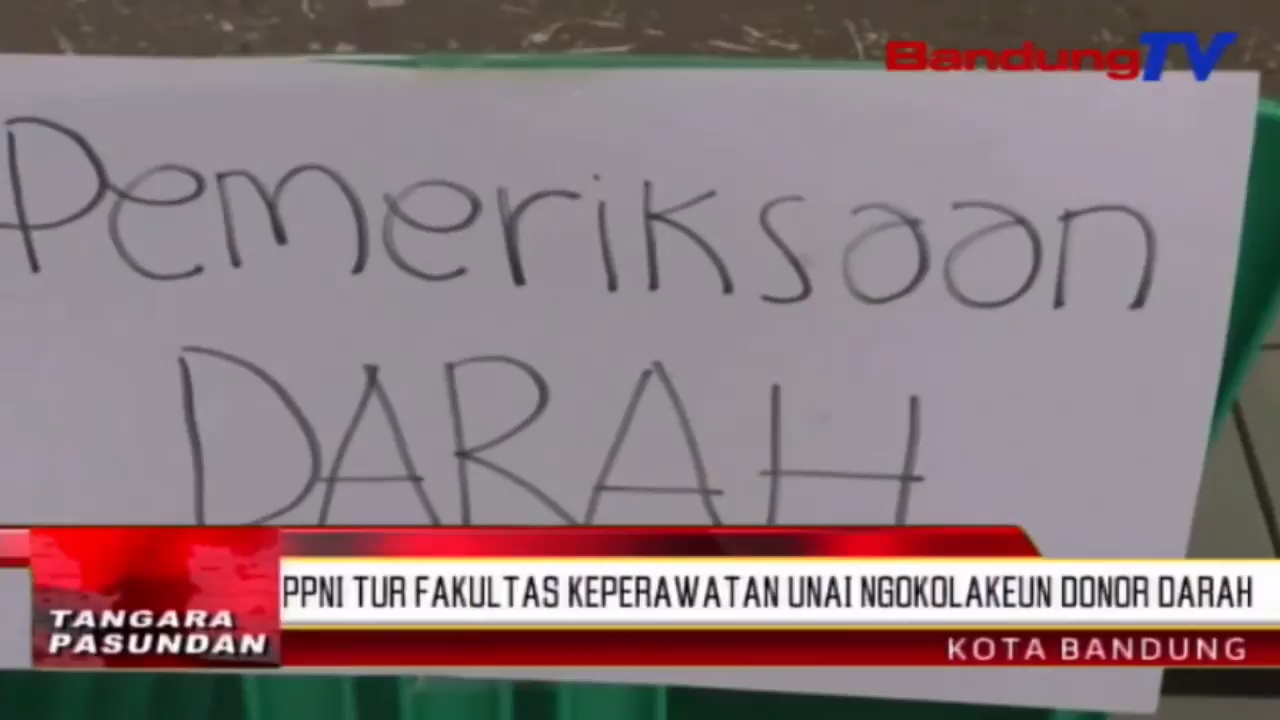 BandungTV
Pemeriksaan
DARAH
PPNI TUR FAKULTAS KEPERAWATAN UNAI NGOKOLAKEUN DONOR DARAH
TANGARA
PASUNDAN
KOTA BANDUNG